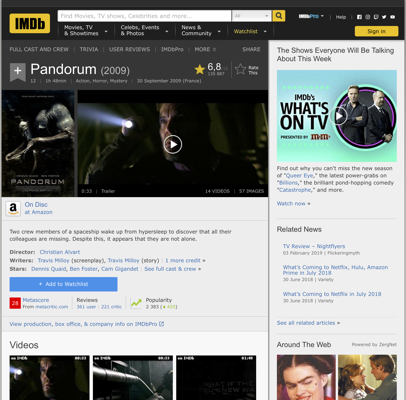 IMDb
Find Movies, TV shows, Celebrities and more...
All
IMDbPro
Help
Movies, TV & Showtimes
Celebs, Events & Photos
News & Community
Watchlist
Sign in
FULL CAST AND CREW | TRIVIA | USER REVIEWS | IMDbPro | MORE
SHARE
Pandorum (2009)
6,8
Rate This
12 | 1h 48min | Action, Horror, Mystery | 30 September 2009 (France)
PANDORUM
0:33 | Trailer
14 VIDEOS | 57 IMAGES
On Disc
at Amazon
Two crew members of a spaceship wake up from hypersleep to discover that all their
colleagues are missing. Despite this, it appears that they are not alone.
Director: Christian Alvart
Writers: Travis Milloy (screenplay), Travis Milloy (story) | 1 more credit »
Stars: Dennis Quaid, Ben Foster, Cam Gigandet | See full cast & crew »
+ Add to Watchlist
28 Metascore
From metacritic.com
Reviews
361 user | 221 critic
Popularity
2 383
View production, box office, & company info on IMDbPro
Videos
The Shows Everyone Will Be Talking
About This Week
IMDb's
WHAT'S
ON TV
PRESENTED BY
Find out why you can't miss the new season
of "Queer Eye," the latest power-grabs on
"Billions," the brilliant pond-hopping comedy
"Catastrophe," and more.
Watch now »
Related News
TV Review – Nightflyers
03 February 2019 | Flickeringmyth
What's Coming to Netflix, Hulu, Amazon
Prime in July 2018
30 June 2018 | Variety
What's Coming to Netflix in July 2018
30 June 2018 | Variety
See all related articles »
Around The Web
Powered by ZergNet